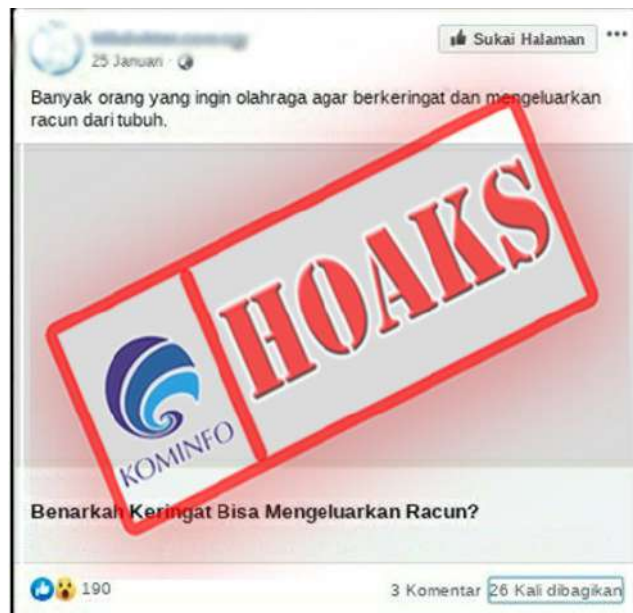 25 Januari ·
Sukai Halaman
Banyak orang yang ingin olahraga agar berkeringat dan mengeluarkan
racun dari tubuh.
HOAKS
KOMINFO
Benarkah Keringat Bisa Mengeluarkan Racun?
190
3 Komentar 26 Kali dibagikan